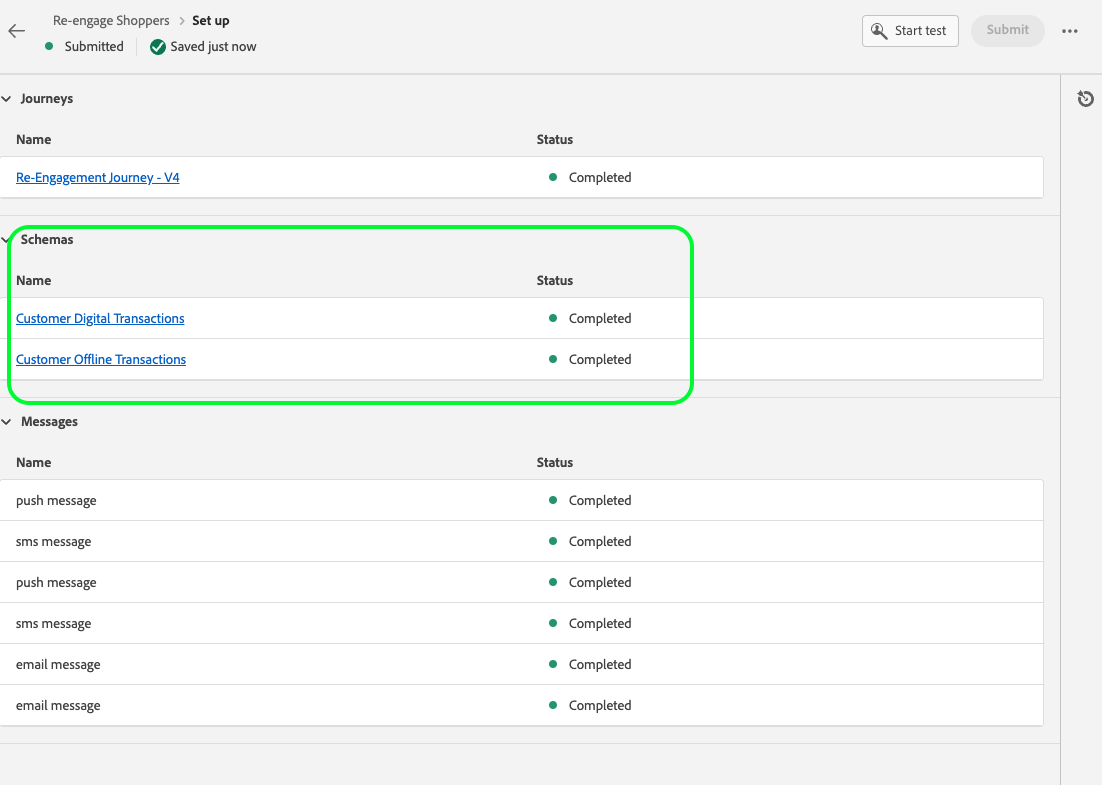 Re-engage Shoppers > Set up
Submitted Saved just now
Start test Submit
Journeys
Name Status
Re-Engagement Journey - V4 Completed
Schemas
Name Status
Customer Digital Transactions Completed
Customer Offline Transactions Completed
Messages
Name Status
push message Completed
sms message Completed
push message Completed
sms message Completed
email message Completed
email message Completed